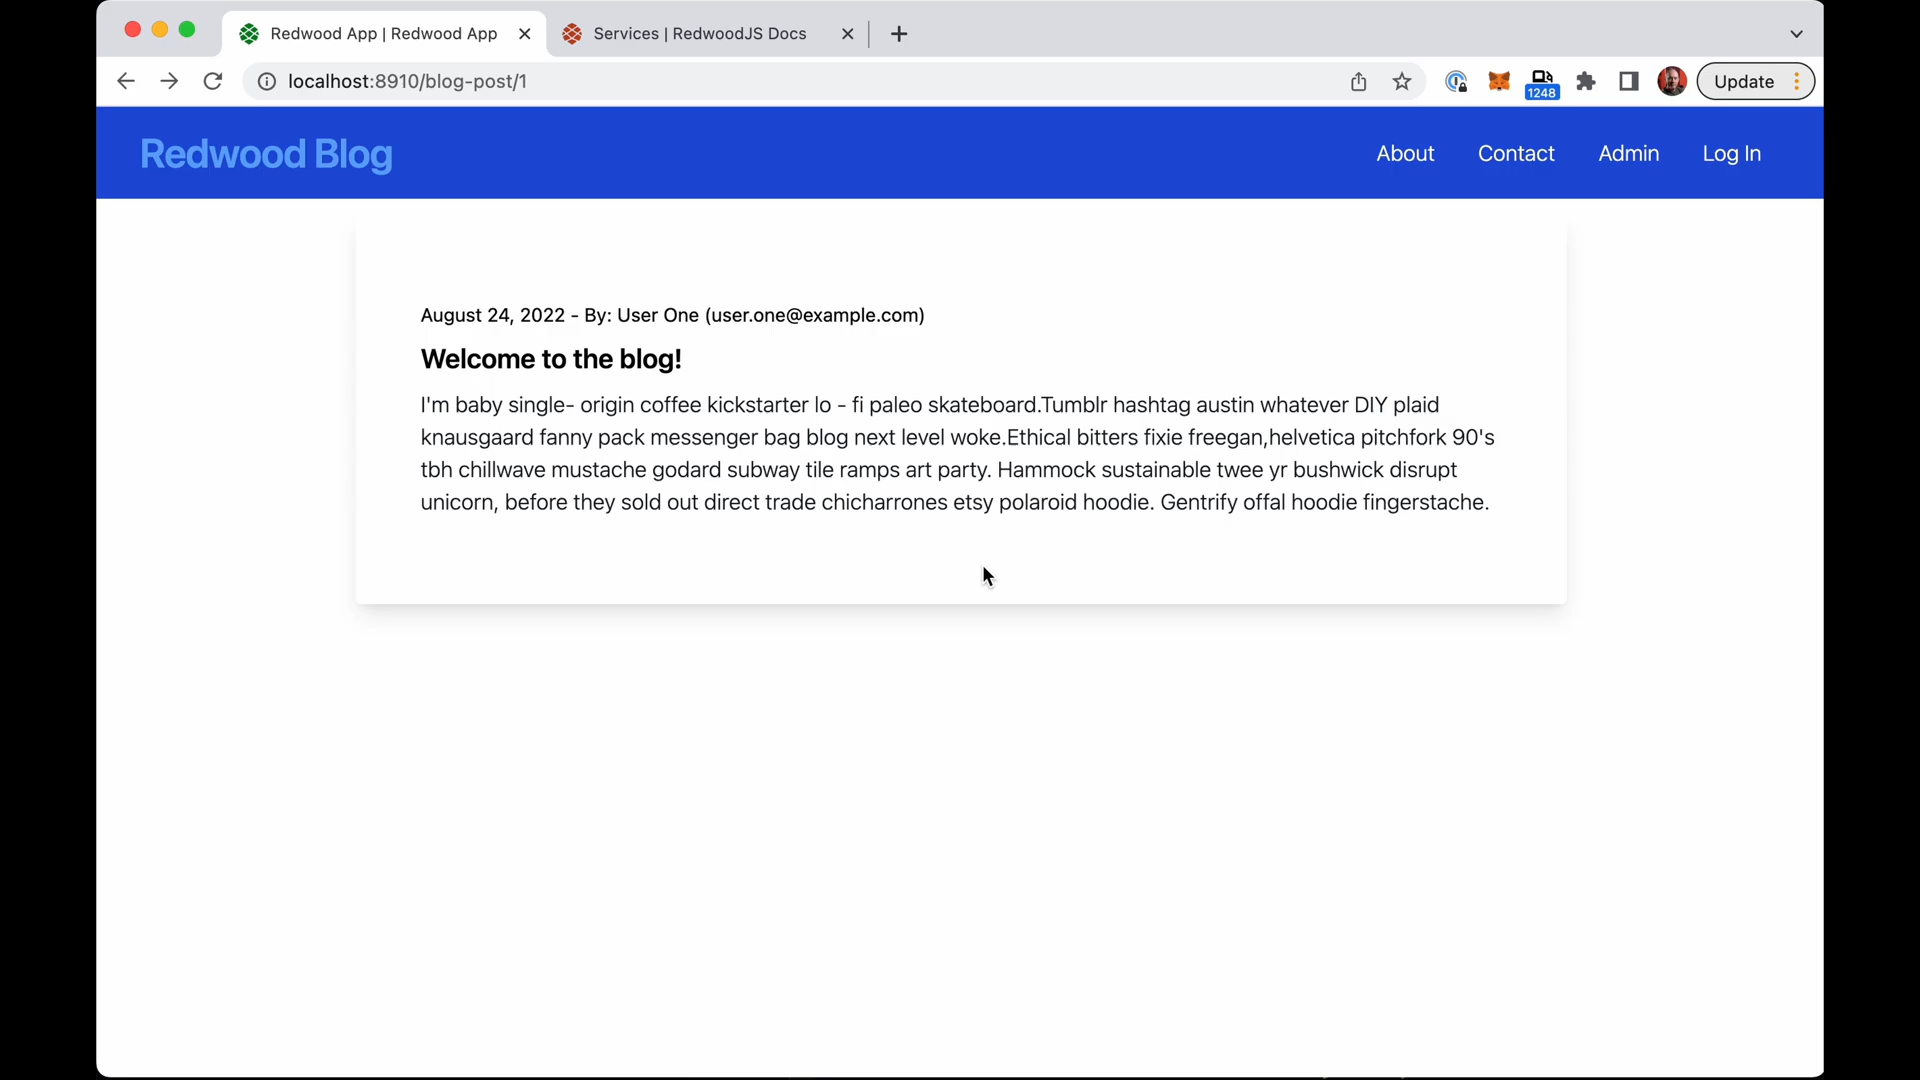 Redwood App | Redwood App
Services | RedwoodJS Docs
localhost:8910/blog-post/1
1248
Update
Redwood Blog
About
Contact
Admin
Log In
August 24, 2022 - By: User One (user.one@example.com)
Welcome to the blog!
I'm baby single- origin coffee kickstarter lo - fi paleo skateboard.Tumblr hashtag austin whatever DIY plaid
knausgaard fanny pack messenger bag blog next level woke.Ethical bitters fixie freegan,helvetica pitchfork 90's
tbh chillwave mustache godard subway tile ramps art party. Hammock sustainable twee yr bushwick disrupt
unicorn, before they sold out direct trade chicharrones etsy polaroid hoodie. Gentrify offal hoodie fingerstache.